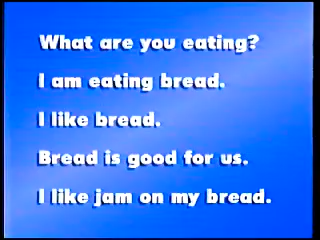 What are you eating?
I am eating bread.
I like bread.
Bread is good for us.
I like jam on my bread.